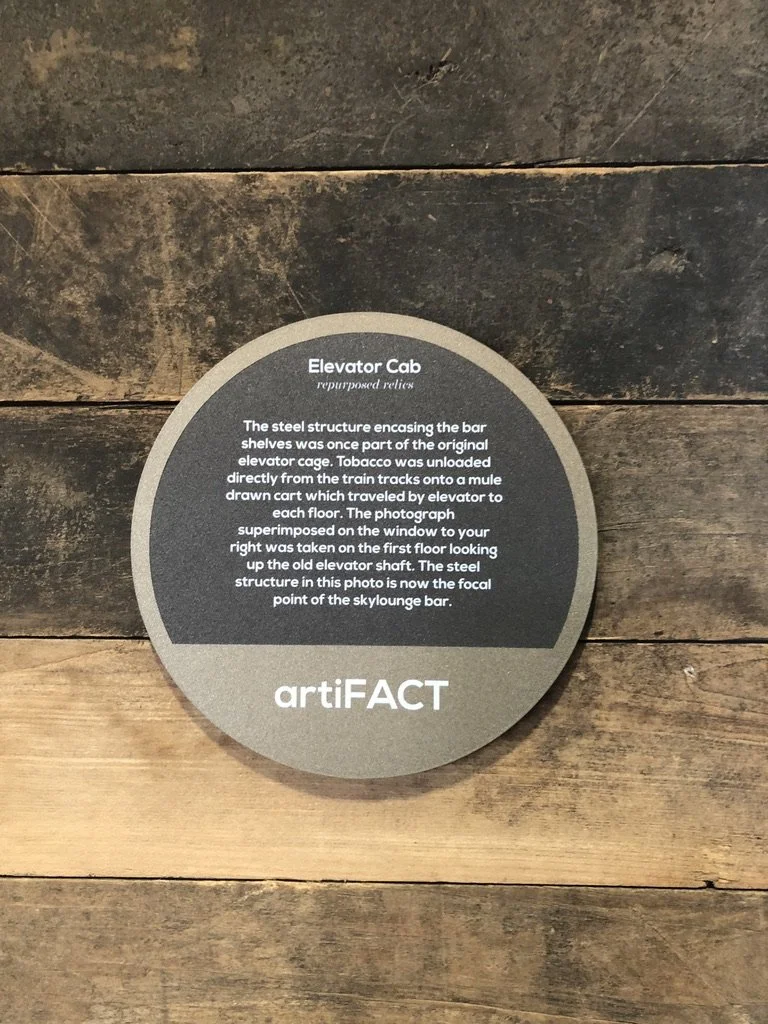 Elevator Cab
repurposed relics
The steel structure encasing the bar
shelves was once part of the original
elevator cage. Tobacco was unloaded
directly from the train tracks onto a mule
drawn cart which traveled by elevator to
each floor. The photograph
superimposed on the window to your
right was taken on the first floor looking
up the old elevator shaft. The steel
structure in this photo is now the focal
point of the skylounge bar.
artiFACT